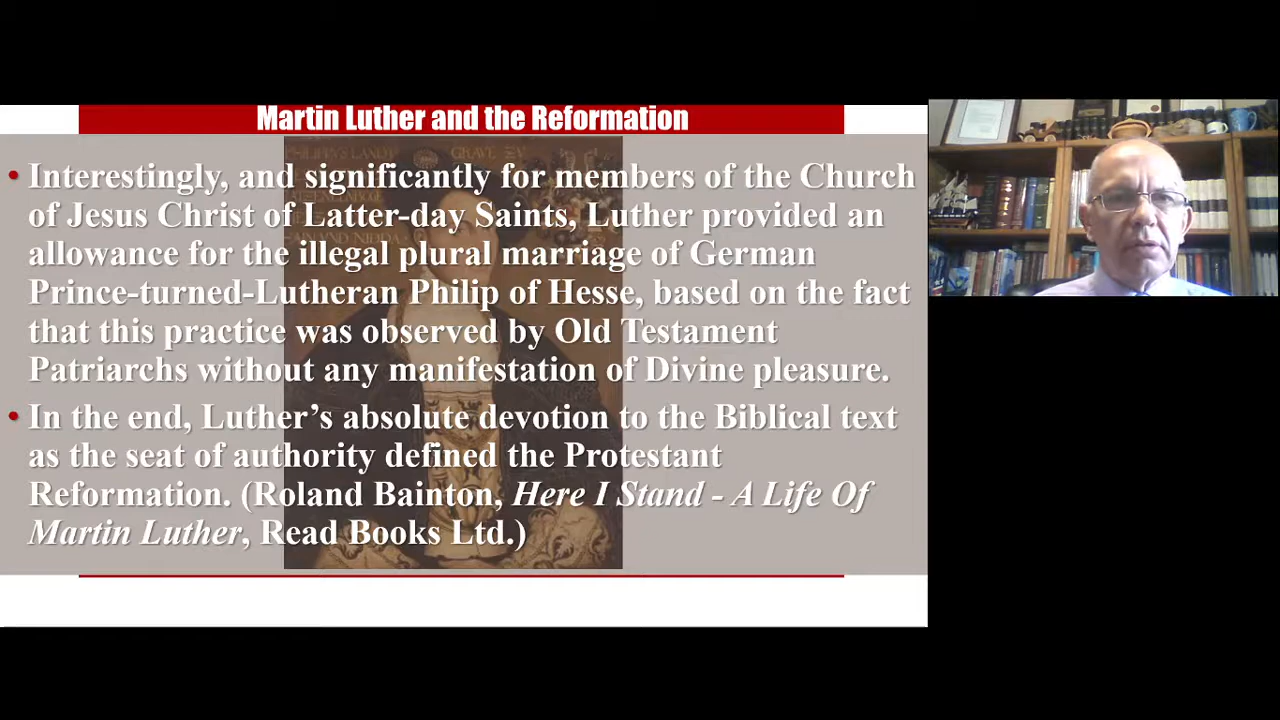 Martin Luther and the Reformation
• Interestingly, and significantly for members of the Church
of Jesus Christ of Latter-day Saints, Luther provided an
allowance for the illegal plural marriage of German
Prince-turned-Lutheran Philip of Hesse, based on the fact
that this practice was observed by Old Testament
Patriarchs without any manifestation of Divine pleasure.
• In the end, Luther’s absolute devotion to the Biblical text
as the seat of authority defined the Protestant
Reformation. (Roland Bainton, Here I Stand - A Life Of
Martin Luther, Read Books Ltd.)